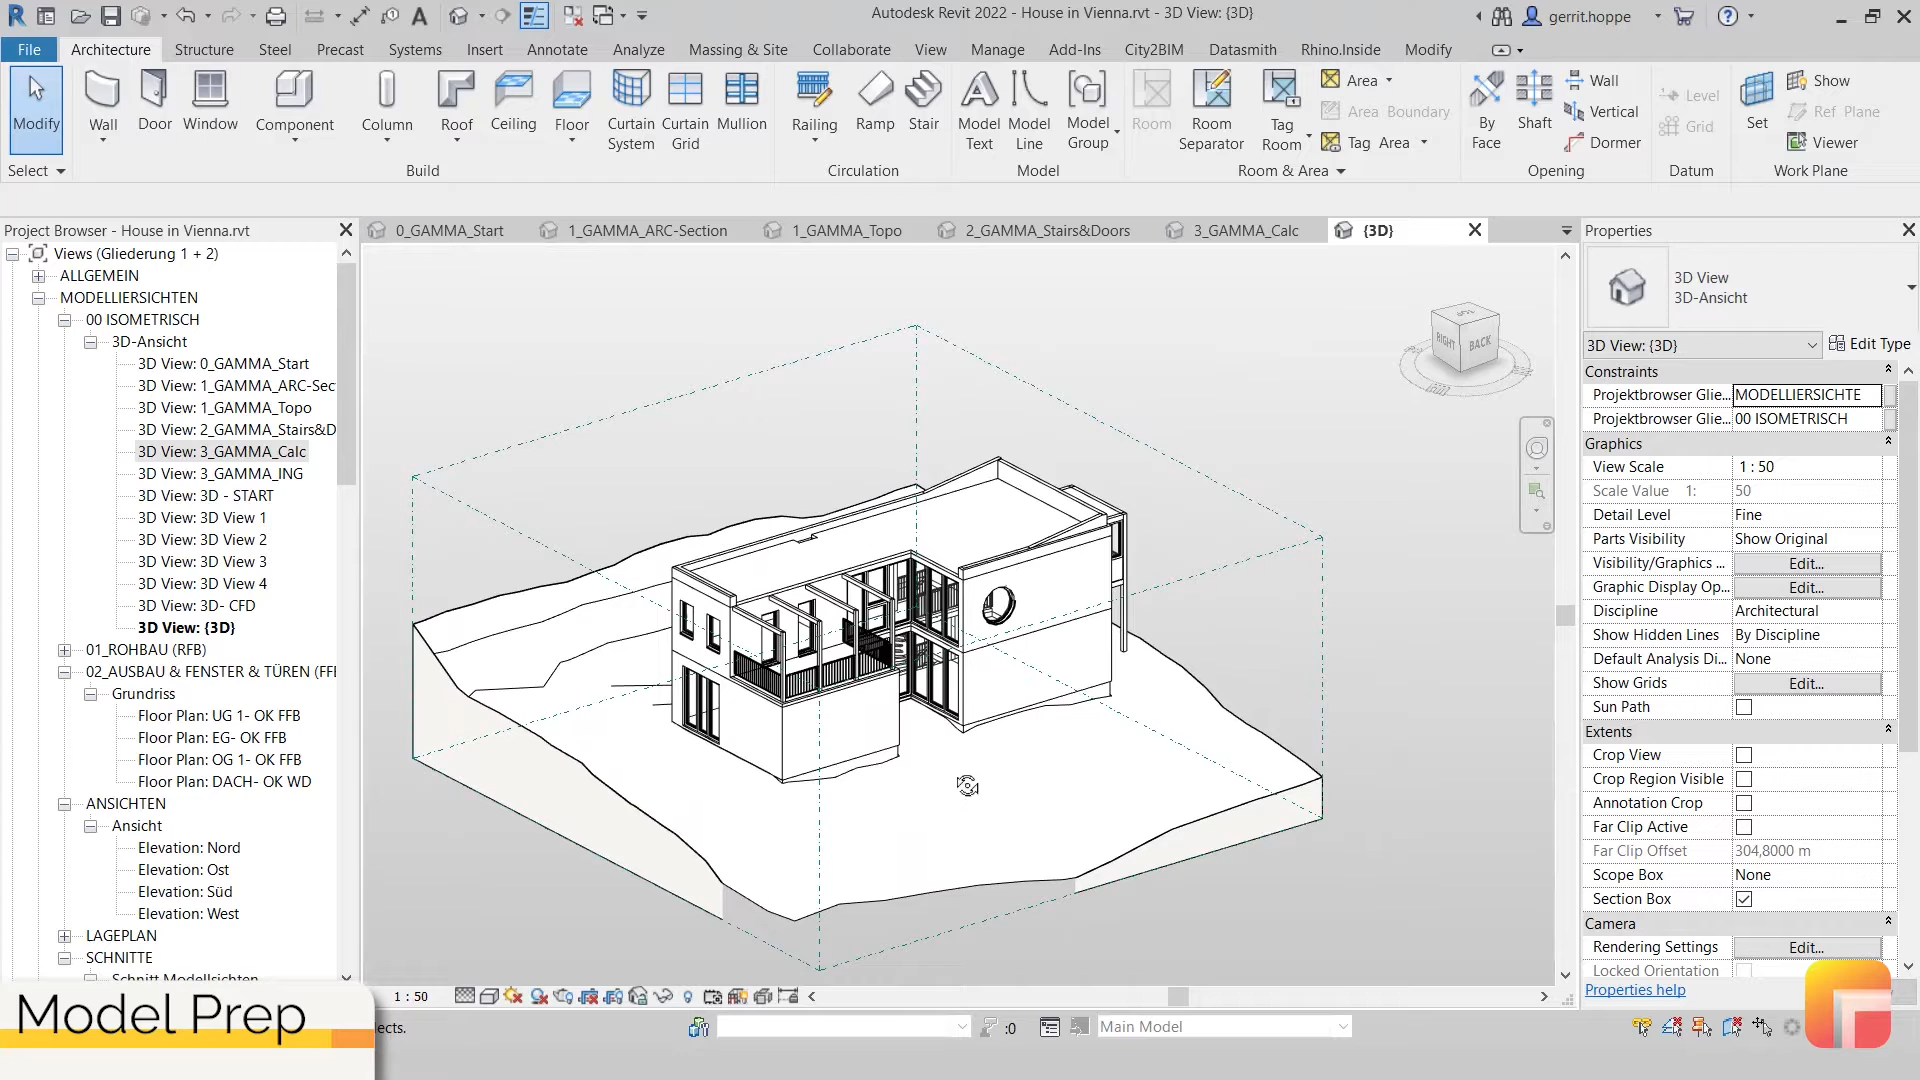 Autodesk Revit 2022 - House in Vienna.rvt - 3D View: {3D}
gerrit.hoppe
File Architecture Structure Steel Precast Systems Insert Annotate Analyze Massing & Site Collaborate View Manage Add-Ins City2BIM Datasmith Rhino.Inside Modify
Modify
Wall
Door
Window
Component
Column
Roof
Ceiling
Floor
Curtain System
Curtain Grid
Mullion
Railing
Ramp
Stair
Model Text
Model Line
Model Group
Room
Room Separator
Tag Room
Area
Area Boundary
Tag Area
By Face
Shaft
Wall
Vertical
Dormer
Level
Grid
Set
Show
Ref Plane
Viewer
Select
Build
Circulation
Model
Room & Area
Opening
Datum
Work Plane
Project Browser - House in Vienna.rvt
Views (Gliederung 1 + 2)
ALLGEMEIN
MODELLIERSICHTEN
00 ISOMETRISCH
3D-Ansicht
3D View: 0_GAMMA_Start
3D View: 1_GAMMA_ARC-Sec
3D View: 1_GAMMA_Topo
3D View: 2_GAMMA_Stairs&D
3D View: 3_GAMMA_Calc
3D View: 3_GAMMA_ING
3D View: 3D - START
3D View: 3D View 1
3D View: 3D View 2
3D View: 3D View 3
3D View: 3D View 4
3D View: 3D- CFD
3D View: {3D}
01_ROHBAU (RFB)
02_AUSBAU & FENSTER & TÜREN (FFI
Grundriss
Floor Plan: UG 1- OK FFB
Floor Plan: EG- OK FFB
Floor Plan: OG 1- OK FFB
Floor Plan: DACH- OK WD
ANSICHTEN
Ansicht
Elevation: Nord
Elevation: Ost
Elevation: Süd
Elevation: West
LAGEPLAN
SCHNITTE
Schnitt Modellsichten
0_GAMMA_Start
1_GAMMA_ARC-Section
1_GAMMA_Topo
2_GAMMA_Stairs&Doors
3_GAMMA_Calc
{3D}
RIGHT
BACK
Properties
3D View
3D-Ansicht
3D View: {3D}
Edit Type
Constraints
Projektbrowser Glie... MODELLIERSICHTE
Projektbrowser Glie... 00 ISOMETRISCH
Graphics
View Scale 1 : 50
Scale Value 1: 50
Detail Level Fine
Parts Visibility Show Original
Visibility/Graphics ... Edit...
Graphic Display Op... Edit...
Discipline Architectural
Show Hidden Lines By Discipline
Default Analysis Di... None
Show Grids Edit...
Sun Path
Extents
Crop View
Crop Region Visible
Annotation Crop
Far Clip Active
Far Clip Offset 304,8000 m
Scope Box None
Section Box
Camera
Rendering Settings Edit...
Locked Orientation
Properties help
1 : 50
ects.
:0
Main Model
Model Prep